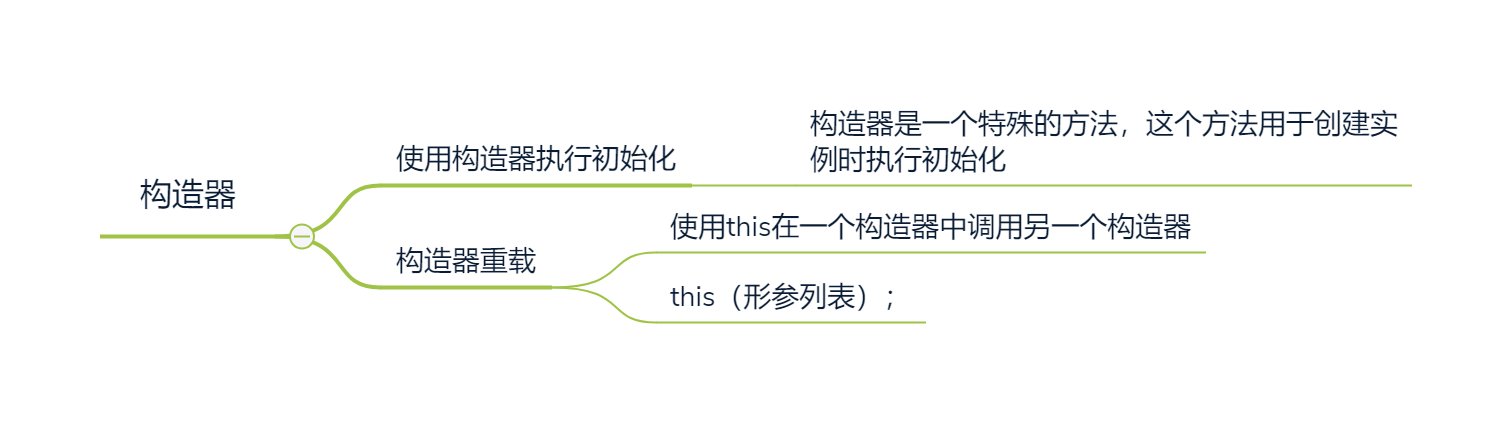 构造器
使用构造器执行初始化
构造器是一个特殊的方法，这个方法用于创建实
例时执行初始化
构造器重载
使用this在一个构造器中调用另一个构造器
this（形参列表）；